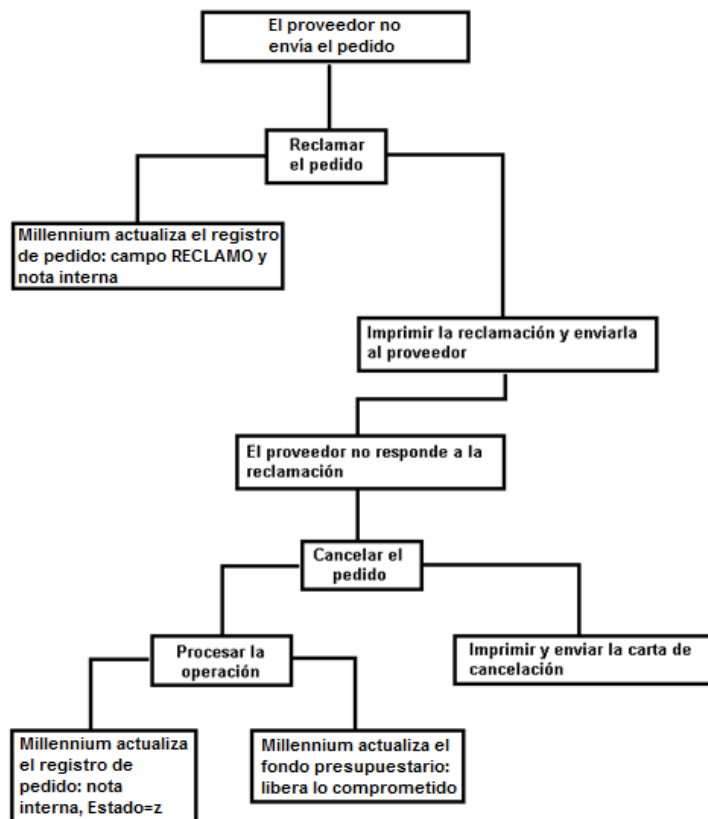 El proveedor no
envía el pedido
Reclamar
el pedido
Millennium actualiza el registro
de pedido: campo RECLAMO y
nota interna
Imprimir la reclamación y enviarla
al proveedor
El proveedor no responde a la
reclamación
Cancelar el
pedido
Procesar la
operación
Imprimir y enviar la carta de
cancelación
Millennium actualiza
el registro de
pedido: nota
interna, Estado=z
Millennium actualiza el
fondo presupuestario:
libera lo comprometido